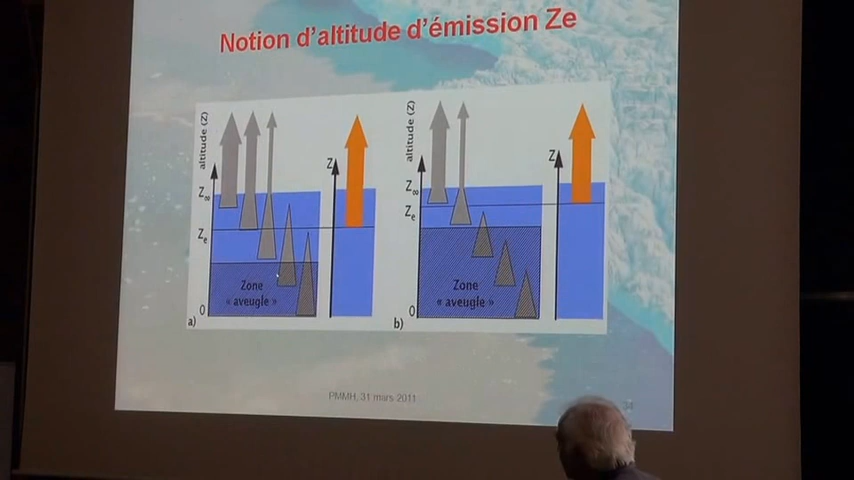 Notion d'altitude d'émission Ze
altitude (Z)
Z∞
Ze
0
a)
Zone
« aveugle »
Z
altitude (Z)
Z∞
Ze
0
b)
Zone
« aveugle »
Z
PMMH, 31 mars 2011